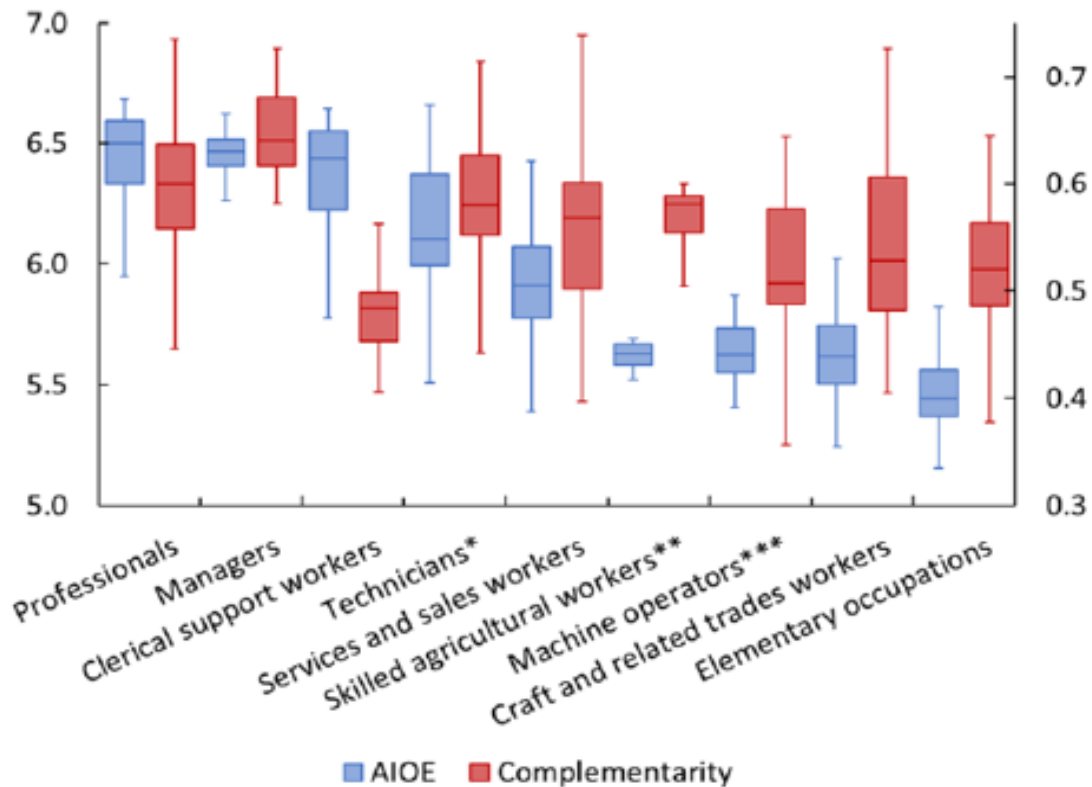 7.0
6.5
6.0
5.5
5.0
0.7
0.6
0.5
0.4
0.3
Professionals
Managers
Clerical support workers
Technicians*
Services and sales workers
Skilled agricultural workers**
Machine operators***
Craft and related trades workers
Elementary occupations
AIOE Complementarity